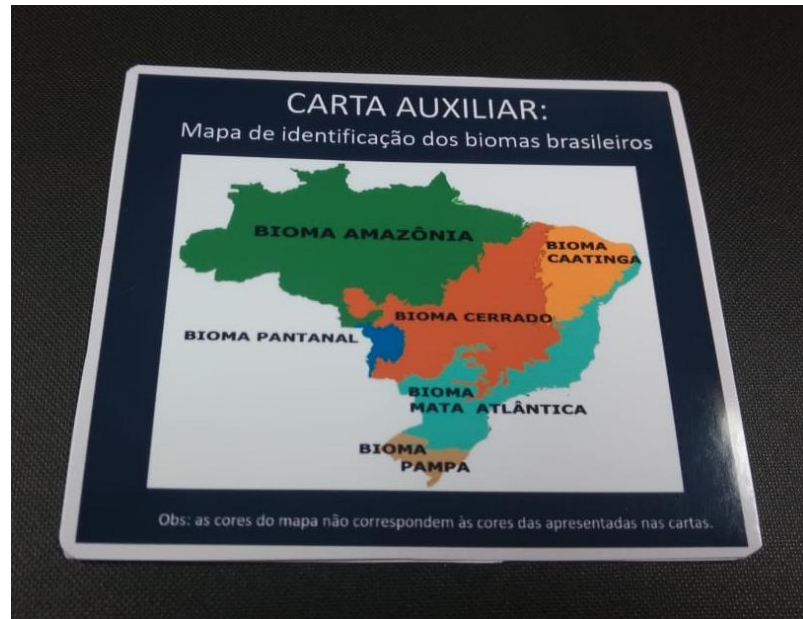 CARTA AUXILIAR:
Mapa de identificação dos biomas brasileiros
BIOMA AMAZÔNIA
BIOMA
CAATINGA
BIOMA CERRADO
BIOMA PANTANAL
BIOMA
MATA ATLÂNTICA
BIOMA
PAMPA
Obs: as cores do mapa não correspondem às cores das apresentadas nas cartas.